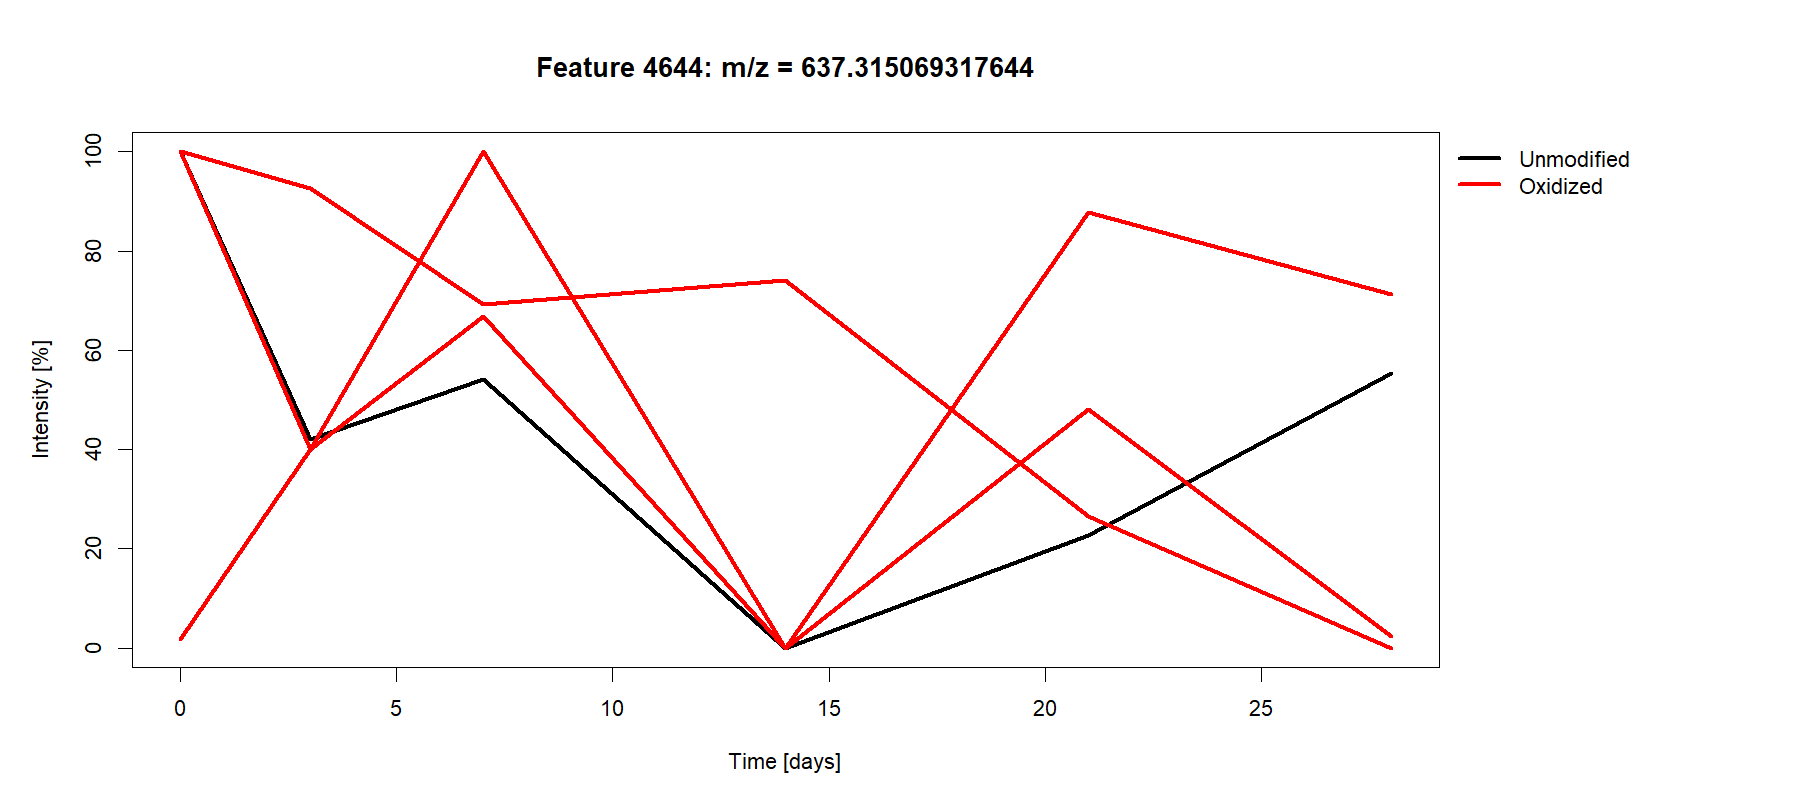 Feature 4644: m/z = 637.315069317644
Unmodified
Oxidized
100
80
60
40
20
0
Intensity [%]
0 5 10 15 20 25
Time [days]